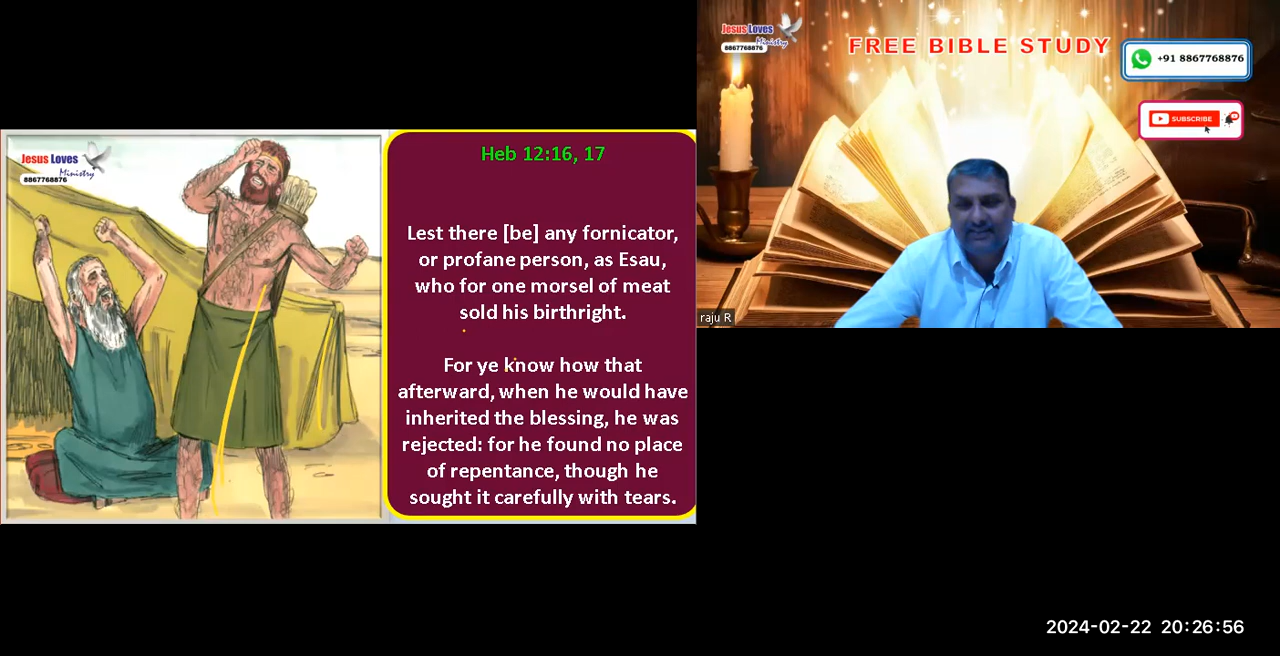 Jesus Loves
Ministry
8867768876
Heb 12:16, 17
Lest there [be] any fornicator,
or profane person, as Esau,
who for one morsel of meat
sold his birthright.
For ye know how that
afterward, when he would have
inherited the blessing, he was
rejected: for he found no place
of repentance, though he
sought it carefully with tears.
Jesus Loves
Ministry
8867768876
FREE BIBLE STUDY
+91 8867768876
SUBSCRIBE
raju R
2024-02-22 20:26:56